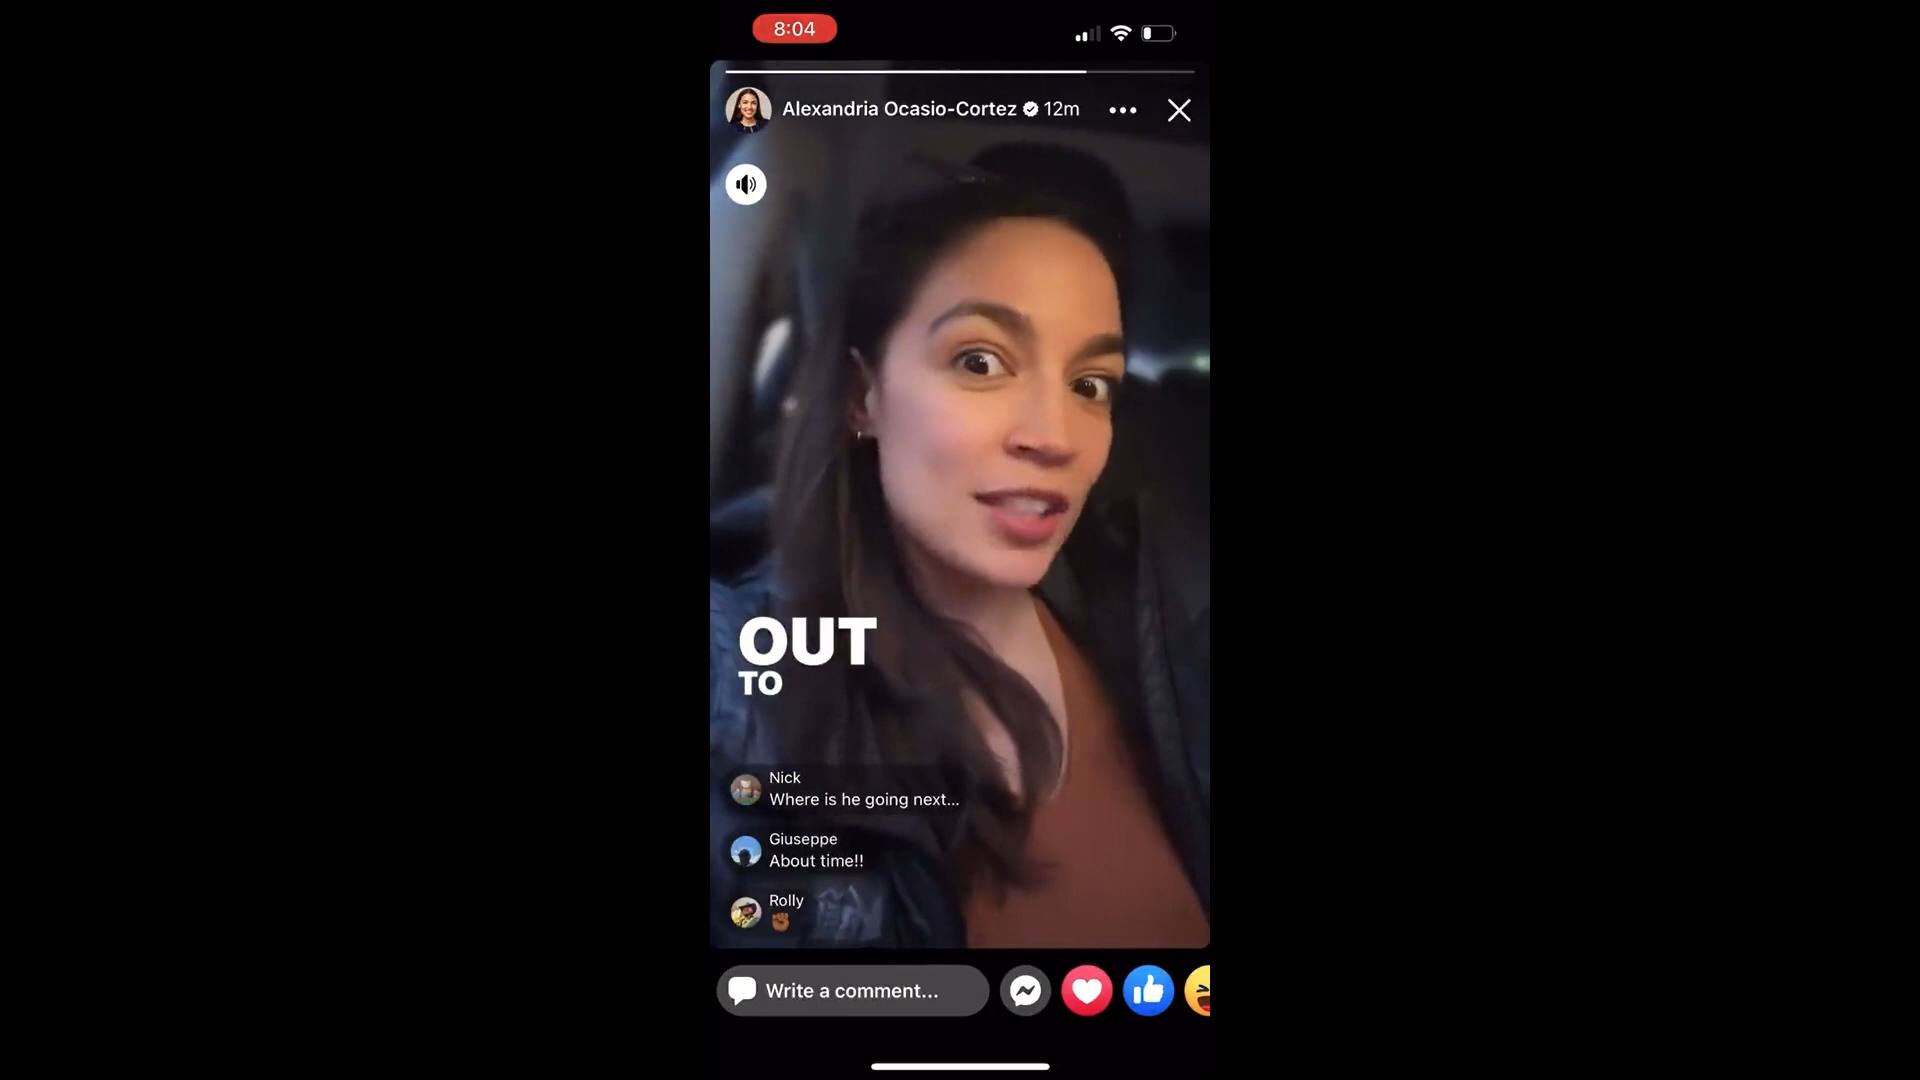 8:04
Alexandria Ocasio-Cortez 12m
OUT
TO
Nick
Where is he going next...
Giuseppe
About time!!
Rolly
Write a comment...